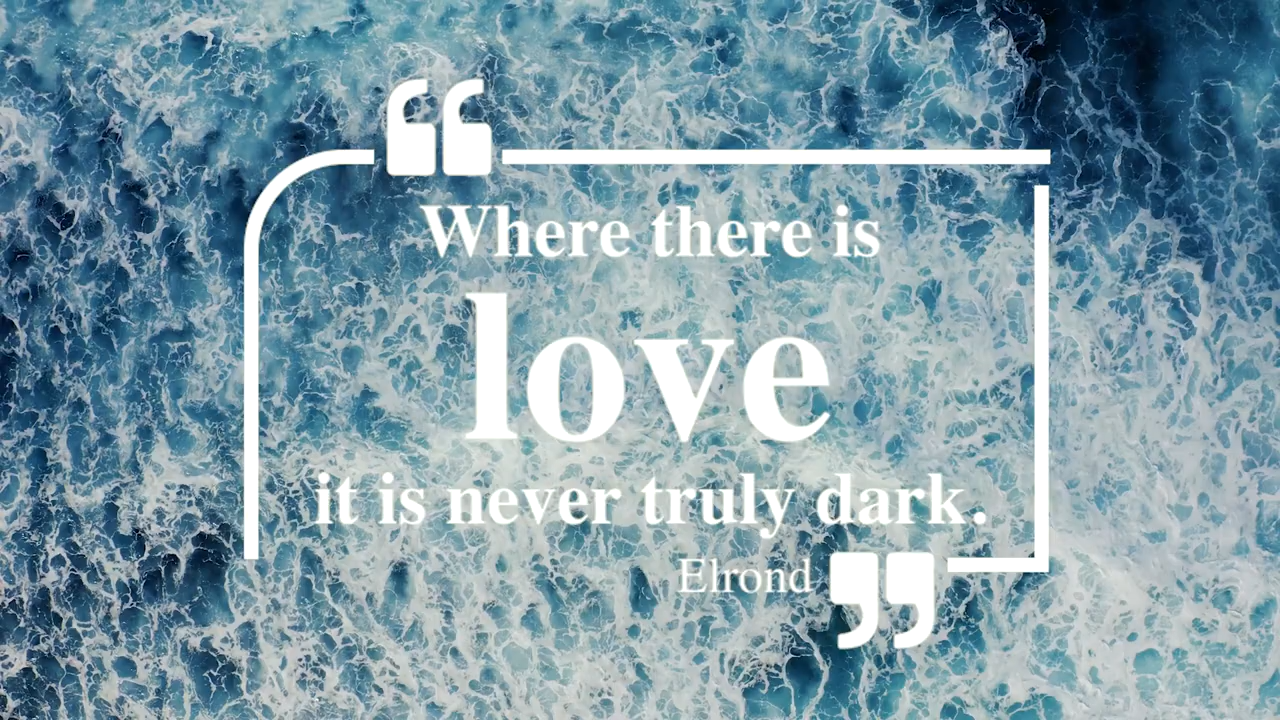 “
Where there is
love
it is never truly dark.
Elrond
”